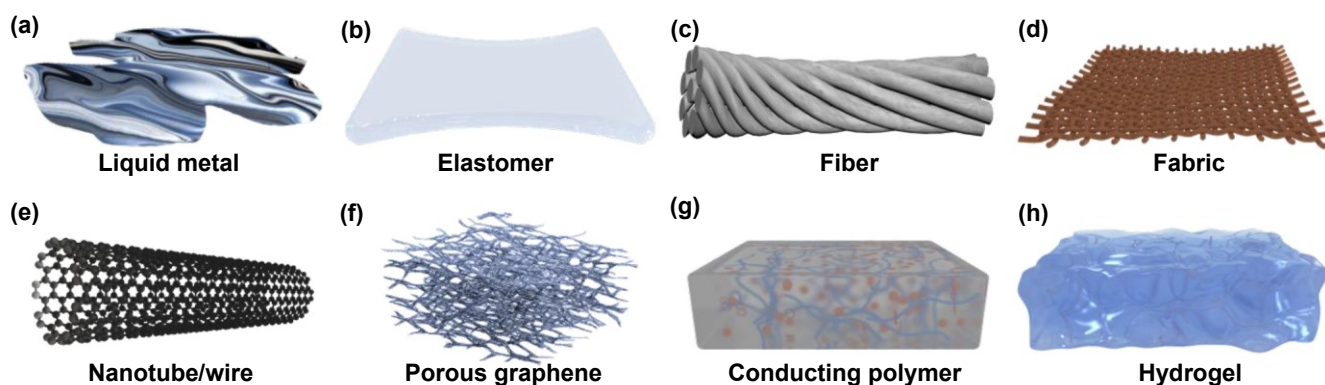 (a)
(b)
(c)
(d)
Liquid metal
Elastomer
Fiber
Fabric
(e)
(f)
(g)
(h)
Nanotube/wire
Porous graphene
Conducting polymer
Hydrogel